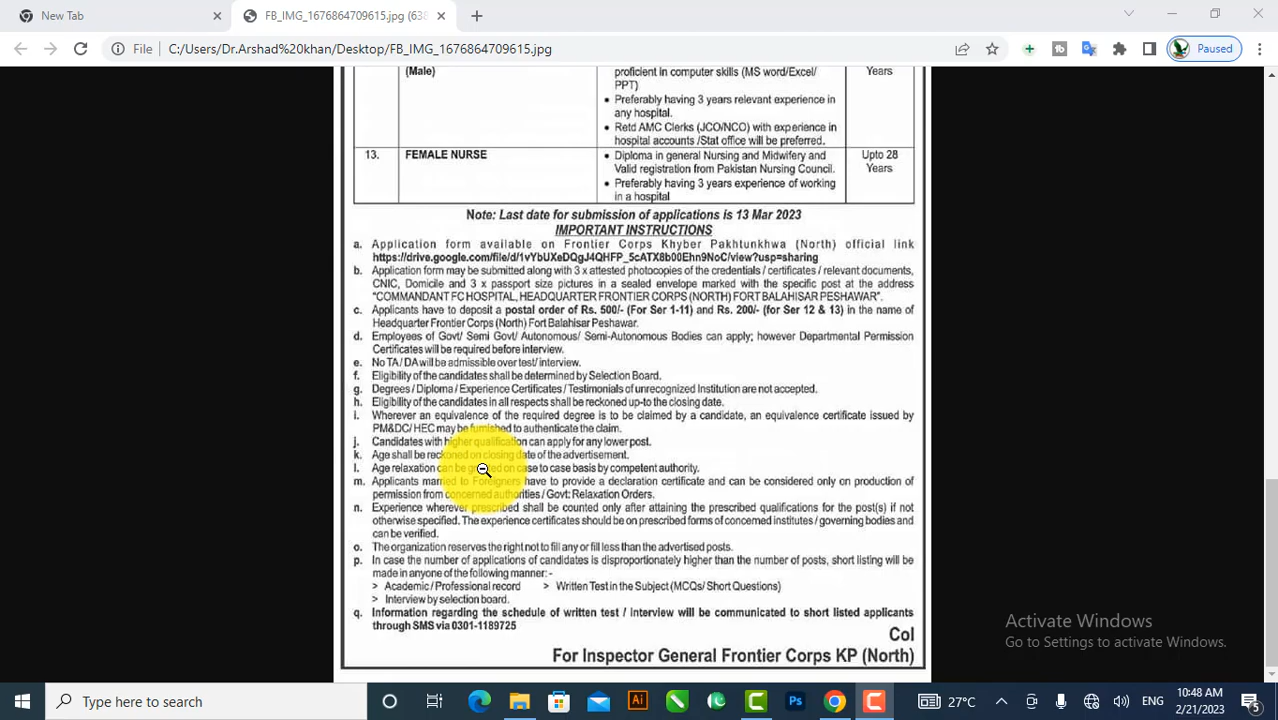 New Tab
FB_IMG_1676864709615.jpg (638
File C:/Users/Dr.Arshad%20khan/Desktop/FB_IMG_1676864709615.jpg
Paused
(Male)
proficient in computer skills (MS word/Excel/
PPT)
Years
• Preferably having 3 years relevant experience in
any hospital.
• Retd AMC Clerks (JCO/NCO) with experience in
hospital accounts /Stat office will be preferred.
13. FEMALE NURSE
• Diploma in general Nursing and Midwifery and
Valid registration from Pakistan Nursing Council.
• Preferably having 3 years experience of working
in a hospital
Upto 28
Years
Note: Last date for submission of applications is 13 Mar 2023
IMPORTANT INSTRUCTIONS
a. Application form available on Frontier Corps Khyber Pakhtunkhwa (North) official link
https://drive.google.com/file/d/1vYbUXeDQgJ4QHFP_5cATX8b00Ehn9NoC/view?usp=sharing
b. Application form may be submitted along with 3 x attested photocopies of the credentials / certificates / relevant documents,
CNIC, Domicile and 3 x passport size pictures in a sealed envelope marked with the specific post at the address
"COMMANDANT FC HOSPITAL, HEADQUARTER FRONTIER CORPS (NORTH) FORT BALAHISAR PESHAWAR".
c. Applicants have to deposit a postal order of Rs. 500/- (For Ser 1-11) and Rs. 200/- (for Ser 12 & 13) in the name of
Headquarter Frontier Corps (North) Fort Balahisar Peshawar.
d. Employees of Govt/ Semi Govt/ Autonomous/ Semi-Autonomous Bodies can apply; however Departmental Permission
Certificates will be required before interview.
e. No TA / DA will be admissible over test/ interview.
f. Eligibility of the candidates shall be determined by Selection Board.
g. Degrees / Diploma / Experience Certificates / Testimonials of unrecognized Institution are not accepted.
h. Eligibility of the candidates in all respects shall be reckoned up-to the closing date.
i. Wherever an equivalence of the required degree is to be claimed by a candidate, an equivalence certificate issued by
PM&DC/ HEC may be furnished to authenticate the claim.
j. Candidates with higher qualification can apply for any lower post.
k. Age shall be reckoned on closing date of the advertisement.
l. Age relaxation can be granted on case to case basis by competent authority.
m. Applicants married to Foreigners have to provide a declaration certificate and can be considered only on production of
permission from concerned authorities / Govt: Relaxation Orders.
n. Experience wherever prescribed shall be counted only after attaining the prescribed qualifications for the post(s) if not
otherwise specified. The experience certificates should be on prescribed forms of concerned institutes / governing bodies and
can be verified.
o. The organization reserves the right not to fill any or fill less than the advertised posts.
p. In case the number of applications of candidates is disproportionately higher than the number of posts, short listing will be
made in anyone of the following manner:-
> Academic / Professional record > Written Test in the Subject (MCQs/ Short Questions)
> Interview by selection board.
q. Information regarding the schedule of written test / Interview will be communicated to short listed applicants
through SMS via 0301-1189725
Col
For Inspector General Frontier Corps KP (North)
Activate Windows
Go to Settings to activate Windows.
Type here to search
Ai
Ps
27°C
ENG
10:48 AM
2/21/2023
5